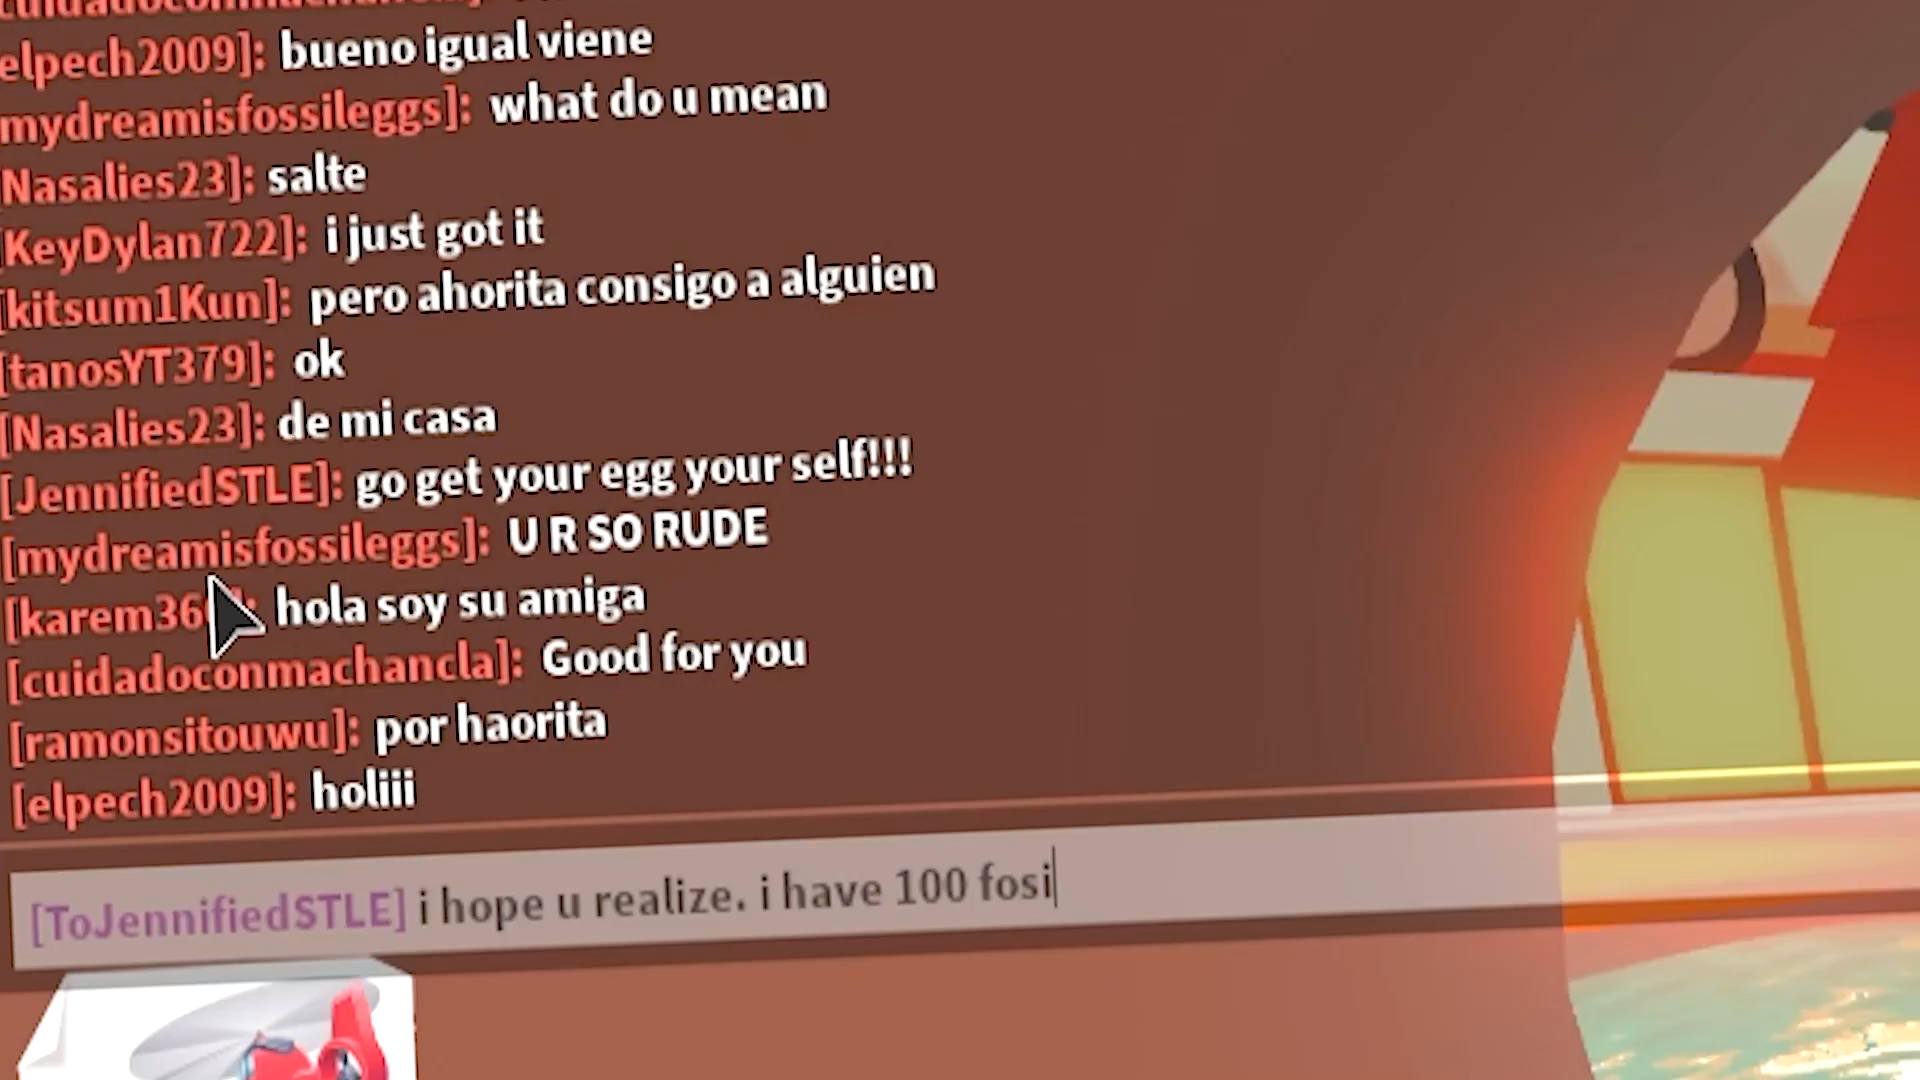 elpech2009]: bueno igual viene
mydreamisfossileggs]: what do u mean
[Nasalies23]: salte
[KeyDylan722]: i just got it
[kitsum1Kun]: pero ahorita consigo a alguien
[tanosYT379]: ok
[Nasalies23]: de mi casa
[JennifiedSTLE]: go get your egg your self!!!
[mydreamisfossileggs]: U R SO RUDE
hola soy su amiga
[cuidadoconmachancla]: Good for you
[ramonsitouwu]: por haorita
[elpech2009]: holiii
[ToJennifiedSTLE] i hope u realize. i have 100 fosi